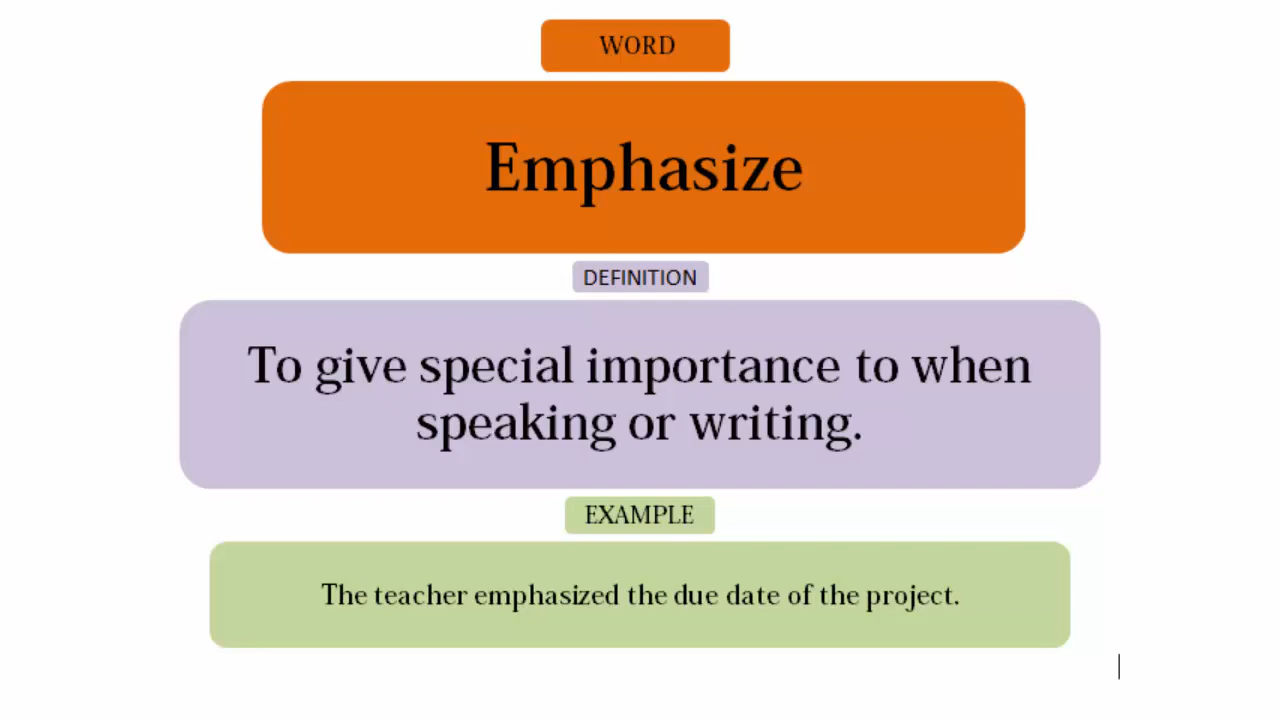 WORD
Emphasize
DEFINITION
To give special importance to when
speaking or writing.
EXAMPLE
The teacher emphasized the due date of the project.